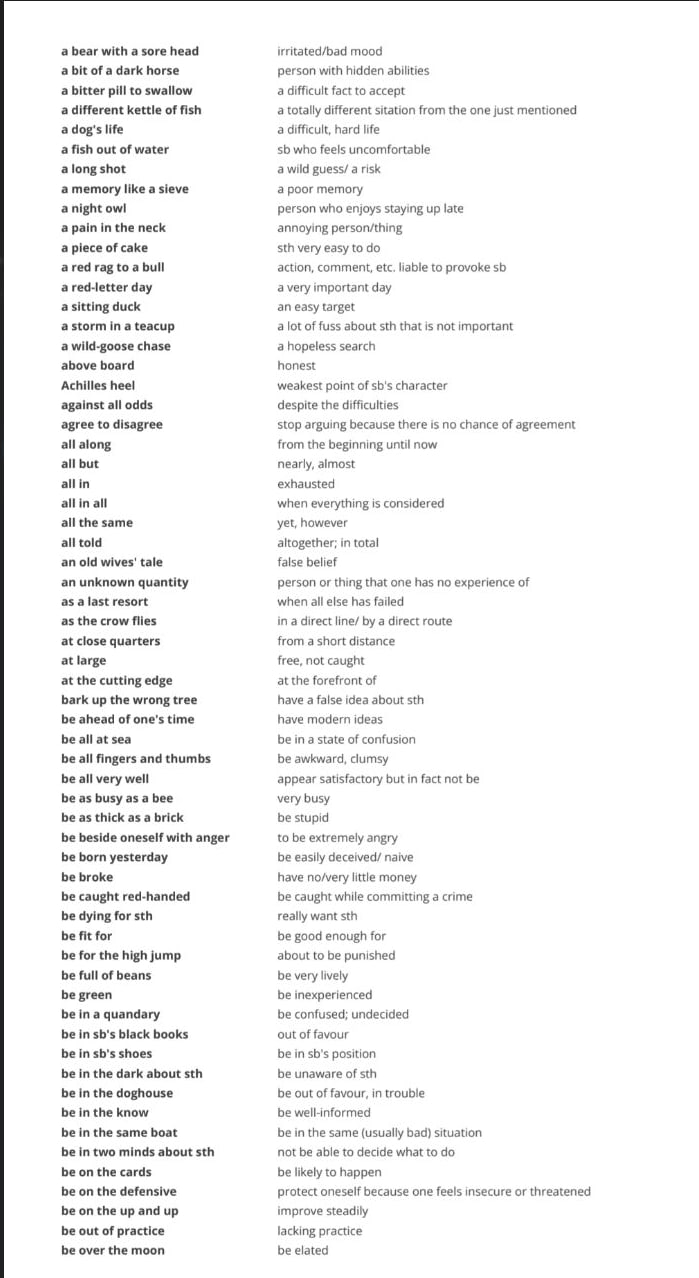 a bear with a sore head irritated/bad mood
a bit of a dark horse person with hidden abilities
a bitter pill to swallow a difficult fact to accept
a different kettle of fish a totally different sitation from the one just mentioned
a dog's life a difficult, hard life
a fish out of water sb who feels uncomfortable
a long shot a wild guess/ a risk
a memory like a sieve a poor memory
a night owl person who enjoys staying up late
a pain in the neck annoying person/thing
a piece of cake sth very easy to do
a red rag to a bull action, comment, etc. liable to provoke sb
a red-letter day a very important day
a sitting duck an easy target
a storm in a teacup a lot of fuss about sth that is not important
a wild-goose chase a hopeless search
above board honest
Achilles heel weakest point of sb's character
against all odds despite the difficulties
agree to disagree stop arguing because there is no chance of agreement
all along from the beginning until now
all but nearly, almost
all in exhausted
all in all when everything is considered
all the same yet, however
all told altogether; in total
an old wives' tale false belief
an unknown quantity person or thing that one has no experience of
as a last resort when all else has failed
as the crow flies in a direct line/ by a direct route
at close quarters from a short distance
at large free, not caught
at the cutting edge at the forefront of
bark up the wrong tree have a false idea about sth
be ahead of one's time have modern ideas
be all at sea be in a state of confusion
be all fingers and thumbs be awkward, clumsy
be all very well appear satisfactory but in fact not be
be as busy as a bee very busy
be as thick as a brick be stupid
be beside oneself with anger to be extremely angry
be born yesterday be easily deceived/ naive
be broke have no/very little money
be caught red-handed be caught while committing a crime
be dying for sth really want sth
be fit for be good enough for
be for the high jump about to be punished
be full of beans be very lively
be green be inexperienced
be in a quandary be confused; undecided
be in sb's black books out of favour
be in sb's shoes be in sb's position
be in the dark about sth be unaware of sth
be in the doghouse be out of favour, in trouble
be in the know be well-informed
be in the same boat be in the same (usually bad) situation
be in two minds about sth not be able to decide what to do
be on the cards be likely to happen
be on the defensive protect oneself because one feels insecure or threatened
be on the up and up improve steadily
be out of practice lacking practice
be over the moon be elated